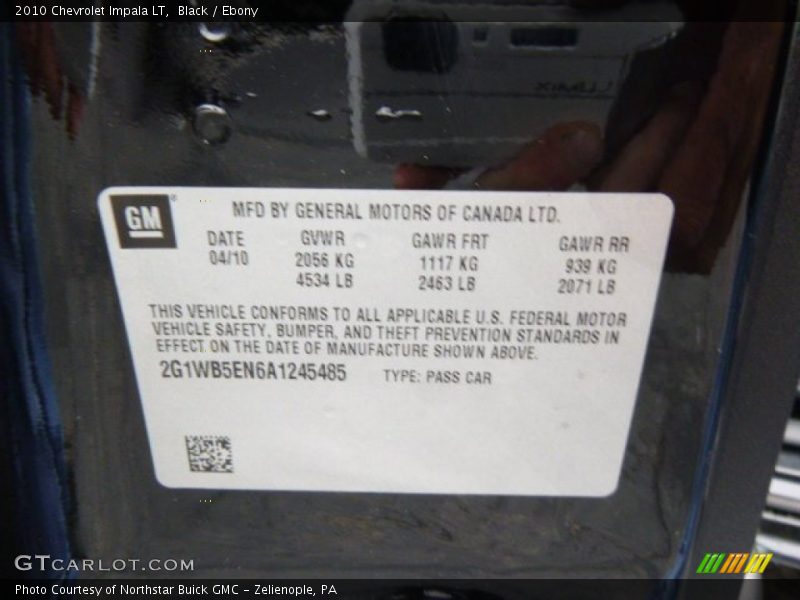 2010 Chevrolet Impala LT, Black / Ebony
LUMIX
GM
MFD BY GENERAL MOTORS OF CANADA LTD.
DATE GVWR GAWR FRT GAWR RR
04/10 2056 KG 1117 KG 939 KG
4534 LB 2463 LB 2071 LB
THIS VEHICLE CONFORMS TO ALL APPLICABLE U.S. FEDERAL MOTOR
VEHICLE SAFETY, BUMPER, AND THEFT PREVENTION STANDARDS IN
EFFECT ON THE DATE OF MANUFACTURE SHOWN ABOVE.
2G1WB5EN6A1245485 TYPE: PASS CAR
GTCARLOT.COM
Photo Courtesy of Northstar Buick GMC - Zelienople, PA